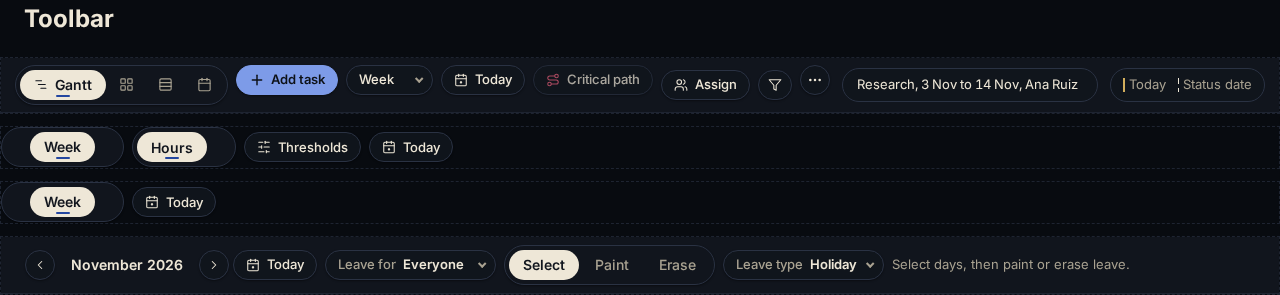 Toolbar
Gantt Add task Week Today Critical path Assign Research, 3 Nov to 14 Nov, Ana Ruiz Today Status date
Week Hours Thresholds Today
Week Today
November 2026 Today Leave for Everyone Select Paint Erase Leave type Holiday Select days, then paint or erase leave.